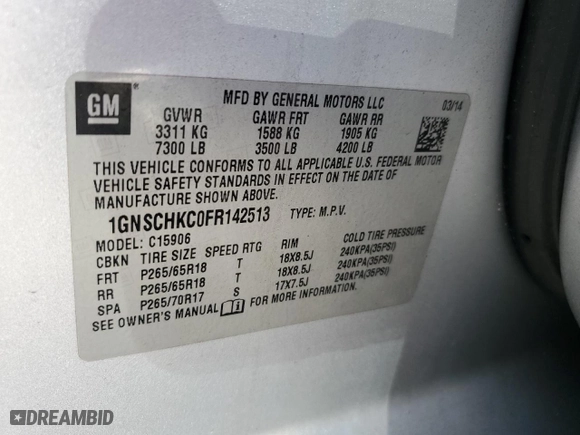 GM
MFD BY GENERAL MOTORS LLC 03/14
GVWR GAWR FRT GAWR RR
3311 KG 1588 KG 1905 KG
7300 LB 3500 LB 4200 LB
THIS VEHICLE CONFORMS TO ALL APPLICABLE U.S. FEDERAL MOTOR
VEHICLE SAFETY STANDARDS IN EFFECT ON THE DATE OF
MANUFACTURE SHOWN ABOVE.
1GNSCHKC0FR142513 TYPE: M.P.V.
MODEL: C15906
CBKN TIRE SIZE SPEED RTG RIM COLD TIRE PRESSURE
FRT P265/65R18 T 18X8.5J 240KPA(35PSI)
RR P265/65R18 T 18X8.5J 240KPA(35PSI)
SPA P265/70R17 S 17X7.5J 240KPA(35PSI)
SEE OWNER'S MANUAL FOR MORE INFORMATION.
DREAMBID